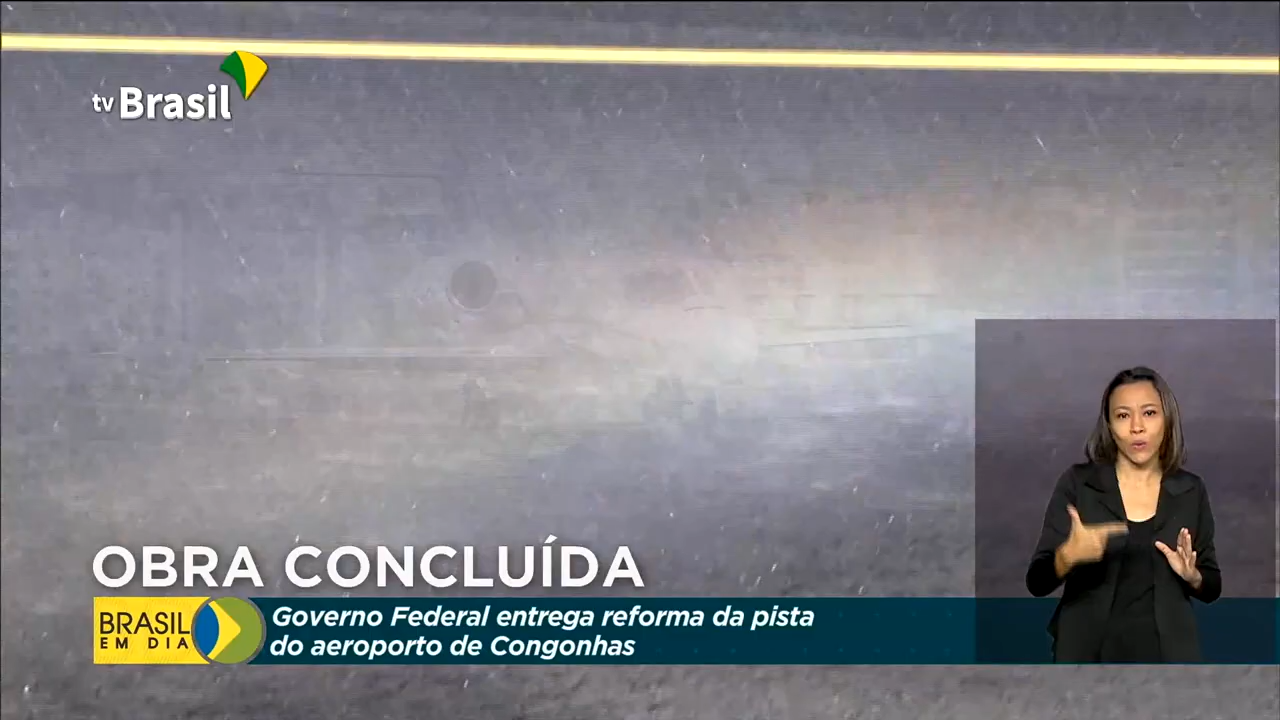 tv Brasil
OBRA CONCLUÍDA
BRASIL
EM DIA
Governo Federal entrega reforma da pista
do aeroporto de Congonhas